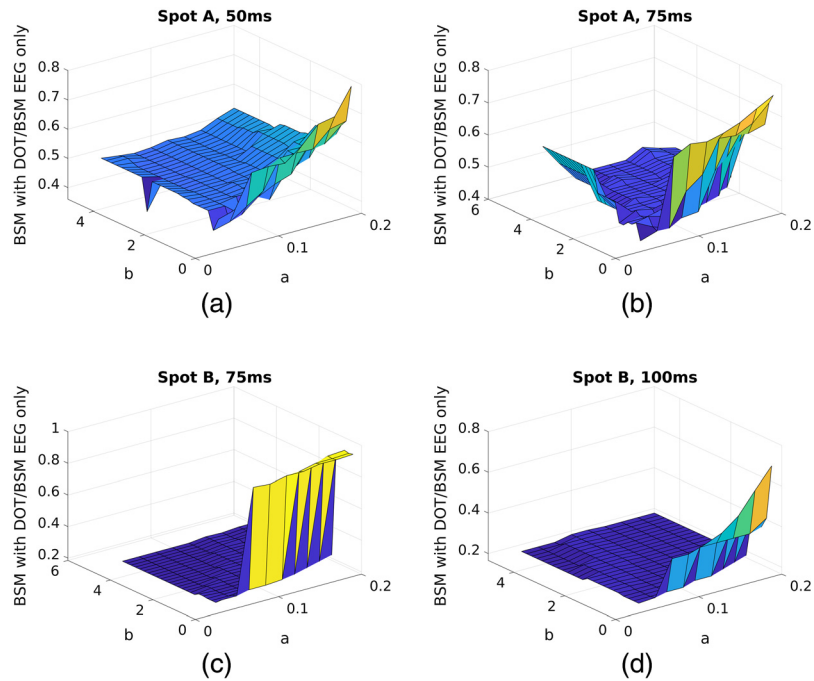 Spot A, 50ms
BSM with DOT/BSM EEG only
0.8
0.7
0.6
0.5
0.4
4
2
0
b
0
0.1
0.2
a
(a)
Spot A, 75ms
BSM with DOT/BSM EEG only
0.8
0.7
0.6
0.5
0.4
6
4
2
0
b
0
0.1
0.2
a
(b)
Spot B, 75ms
BSM with DOT/BSM EEG only
1
0.8
0.6
0.4
0.2
6
4
2
0
b
0
0.1
0.2
a
(c)
Spot B, 100ms
BSM with DOT/BSM EEG only
0.8
0.6
0.4
0.2
4
2
0
b
0
0.1
0.2
a
(d)